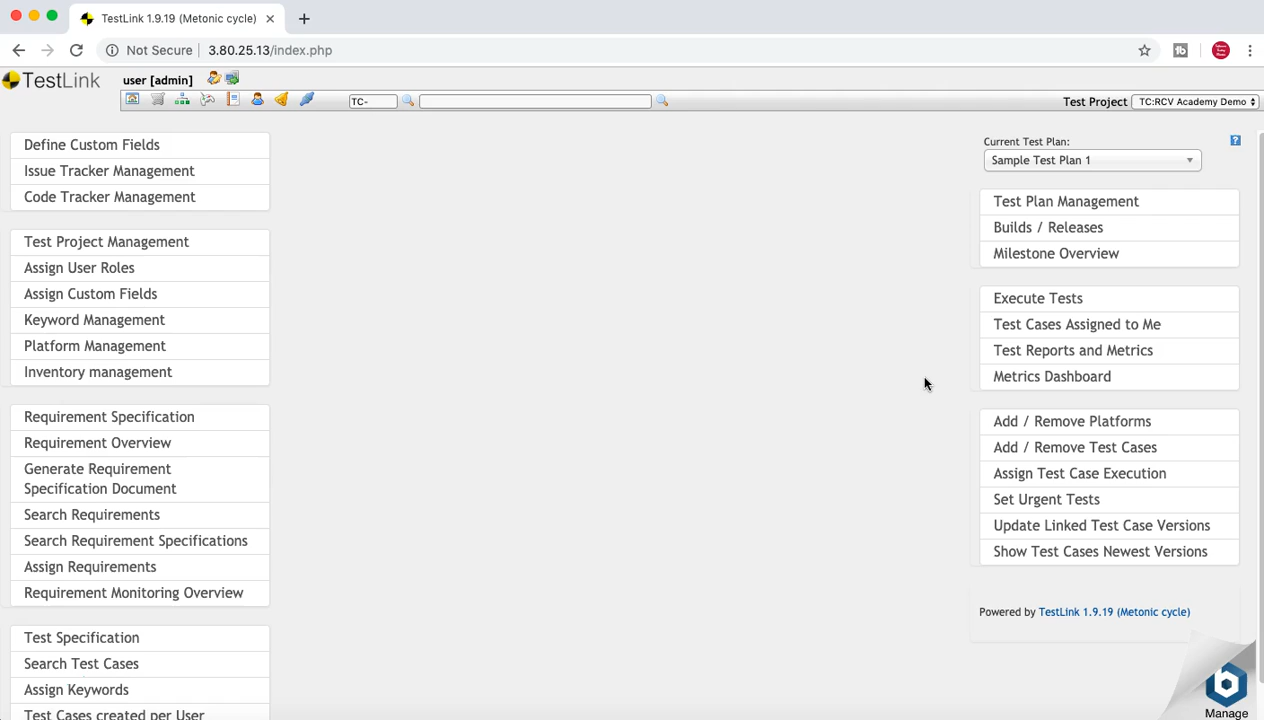 TestLink 1.9.19 (Metonic cycle)
Not Secure
3.80.25.13/index.php
TestLink
user [admin]
TC-
Test Project
TC:RCV Academy Demo
Define Custom Fields
Issue Tracker Management
Code Tracker Management
Test Project Management
Assign User Roles
Assign Custom Fields
Keyword Management
Platform Management
Inventory management
Requirement Specification
Requirement Overview
Generate Requirement
Specification Document
Search Requirements
Search Requirement Specifications
Assign Requirements
Requirement Monitoring Overview
Test Specification
Search Test Cases
Assign Keywords
Test Cases created per User
Current Test Plan:
Sample Test Plan 1
Test Plan Management
Builds / Releases
Milestone Overview
Execute Tests
Test Cases Assigned to Me
Test Reports and Metrics
Metrics Dashboard
Add / Remove Platforms
Add / Remove Test Cases
Assign Test Case Execution
Set Urgent Tests
Update Linked Test Case Versions
Show Test Cases Newest Versions
Powered by TestLink 1.9.19 (Metonic cycle)
Manage